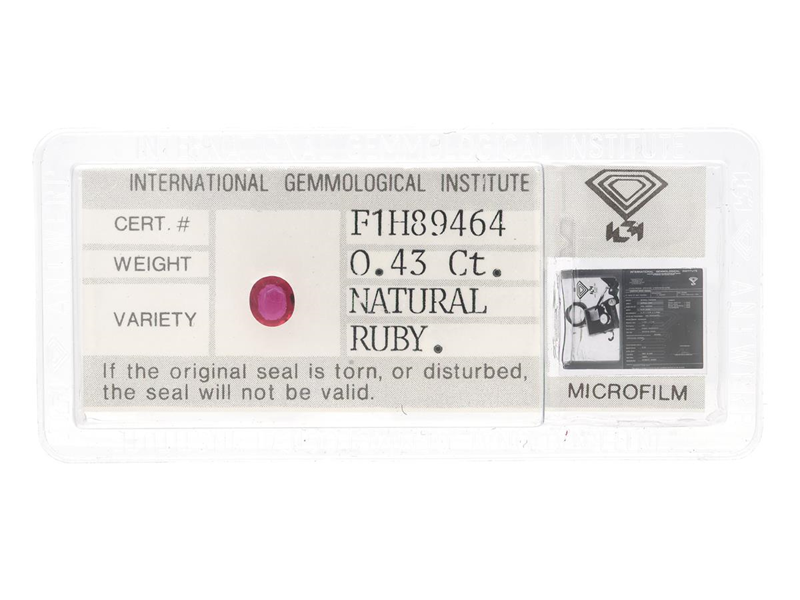 INTERNATIONAL GEMMOLOGICAL INSTITUTE
CERT. # F1H89464
WEIGHT 0.43 Ct.
VARIETY NATURAL
RUBY.
If the original seal is torn, or disturbed,
the seal will not be valid.
MICROFILM